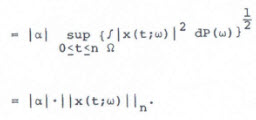 = |α| sup {∫|x(t;ω)|² dP(ω)}^½
0≤t≤n Ω
= |α|·||x(t;ω)||ₙ.